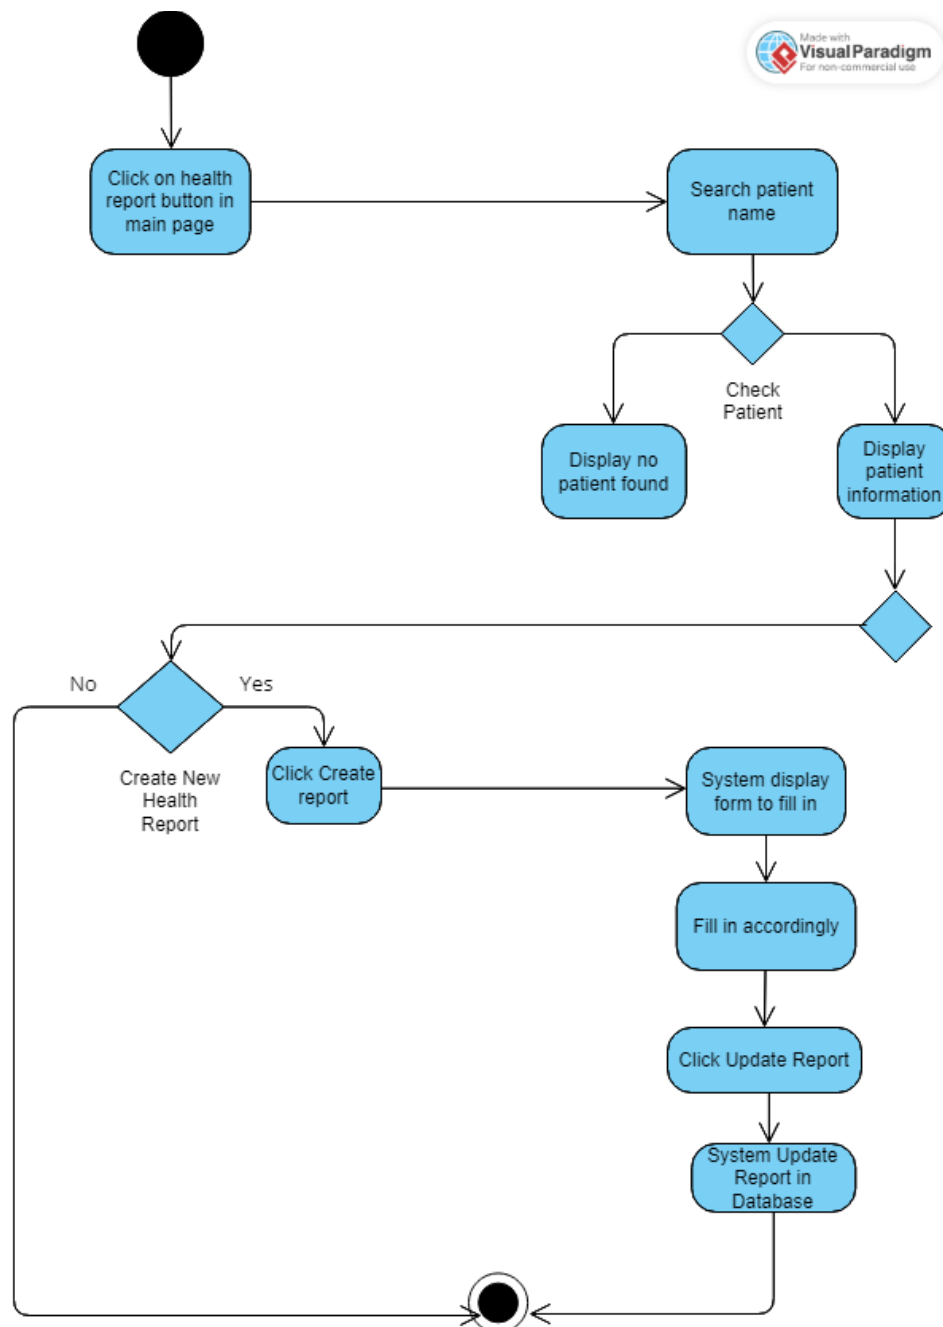 Made with
Visual Paradigm
For non-commercial use
Click on health
report button in
main page
Search patient
name
Check
Patient
Display no
patient found
Display
patient
information
No
Yes
Create New
Health
Report
Click Create
report
System display
form to fill in
Fill in accordingly
Click Update Report
System Update
Report in
Database